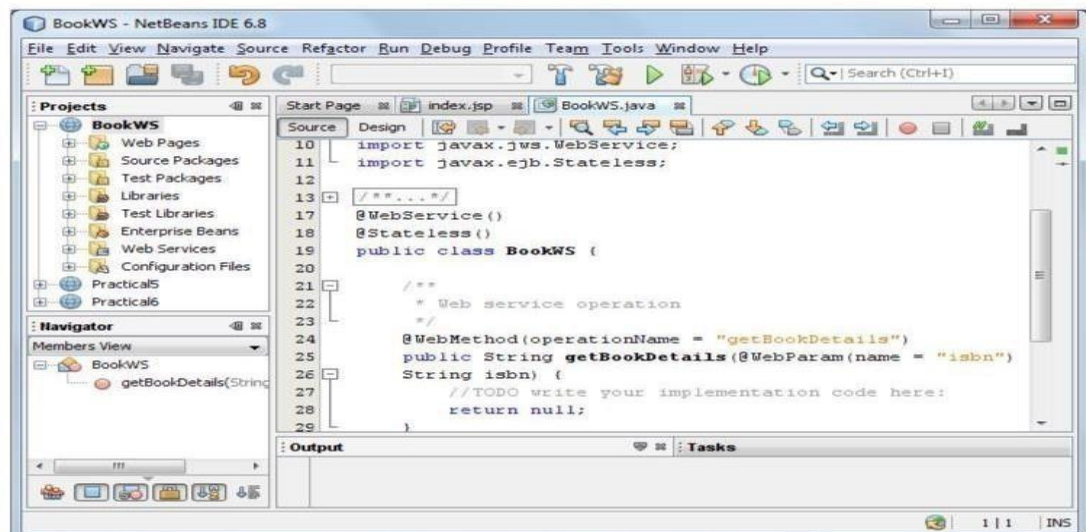 BookWS - NetBeans IDE 6.8
File Edit View Navigate Source Refactor Run Debug Profile Team Tools Window Help
Search (Ctrl+I)
Projects
BookWS
Web Pages
Source Packages
Test Packages
Libraries
Test Libraries
Enterprise Beans
Web Services
Configuration Files
Practical5
Practical6
Navigator
Members View
BookWS
getBookDetails(String
Start Page index.jsp BookWS.java
Source Design
10 import javax.jws.WebService;
11 import javax.ejb.Stateless;
12
13 /**...*/
17 @WebService()
18 @Stateless()
19 public class BookWS {
20
21 /**
22 * Web service operation
23 */
24 @WebMethod(operationName = "getBookDetails")
25 public String getBookDetails(@WebParam(name = "isbn")
26 String isbn) {
27 //TODO write your implementation code here:
28 return null;
29 }
Output Tasks
1 | 1 INS